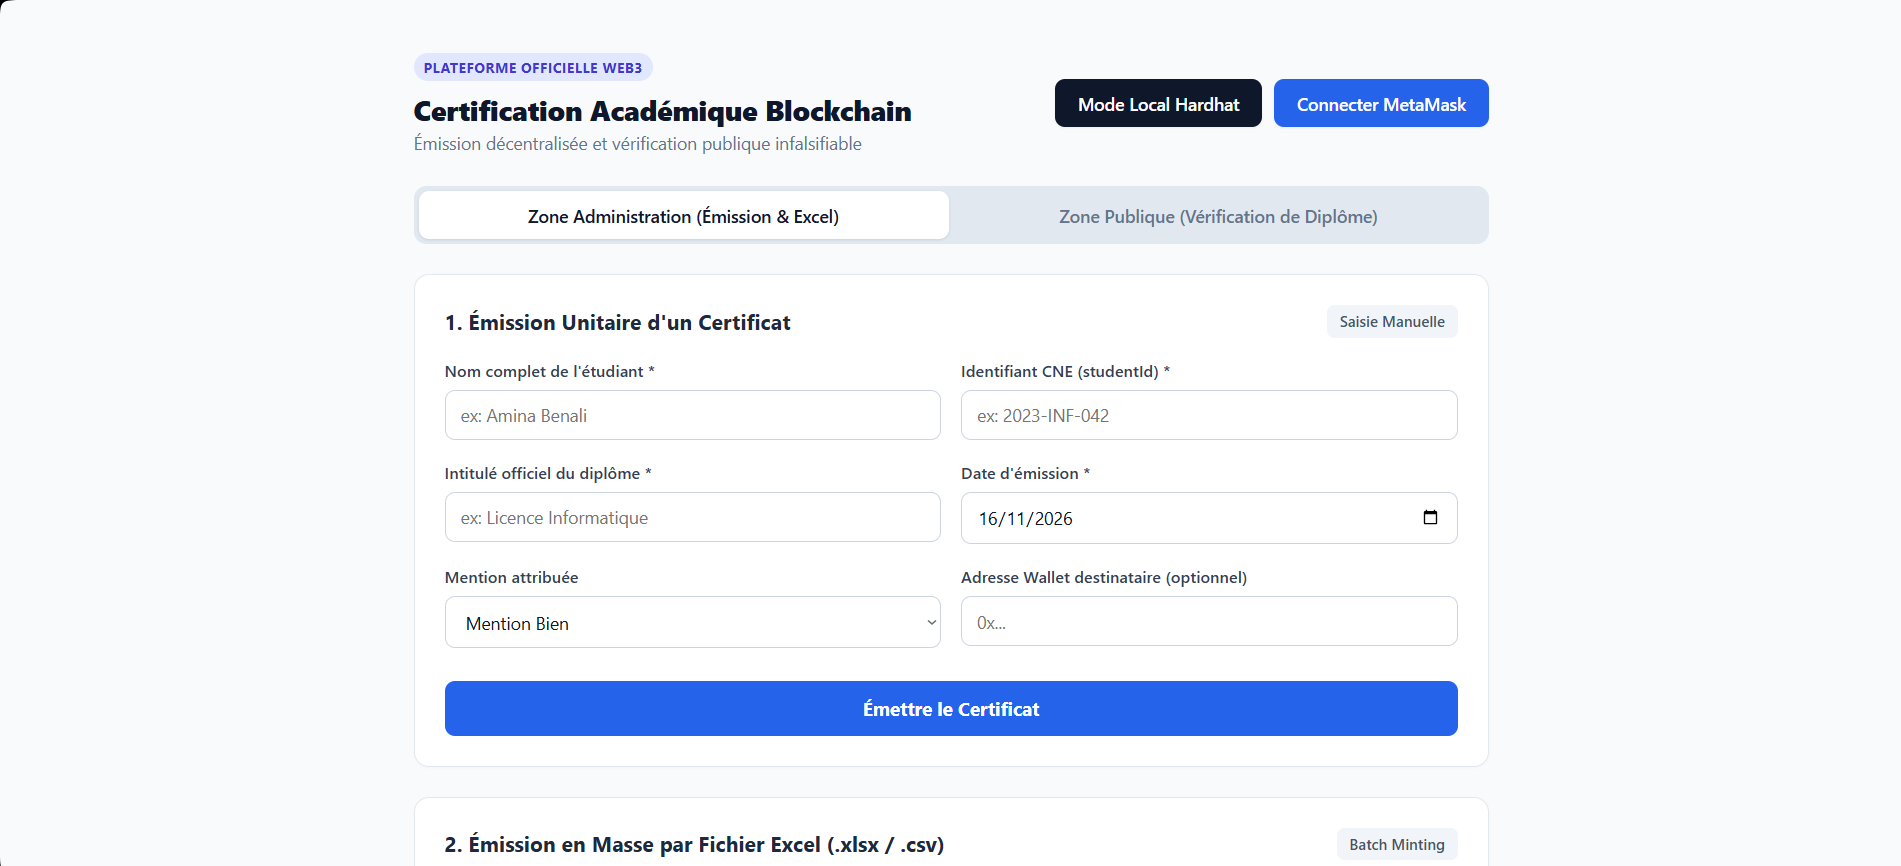 PLATEFORME OFFICIELLE WEB3
Certification Académique Blockchain
Émission décentralisée et vérification publique infalsifiable
Mode Local Hardhat
Connecter MetaMask
Zone Administration (Émission & Excel)
Zone Publique (Vérification de Diplôme)
1. Émission Unitaire d'un Certificat
Saisie Manuelle
Nom complet de l'étudiant *
Identifiant CNE (studentId) *
ex: Amina Benali
ex: 2023-INF-042
Intitulé officiel du diplôme *
Date d'émission *
ex: Licence Informatique
16/11/2026
Mention attribuée
Adresse Wallet destinataire (optionnel)
Mention Bien
0x...
Émettre le Certificat
2. Émission en Masse par Fichier Excel (.xlsx / .csv)
Batch Minting